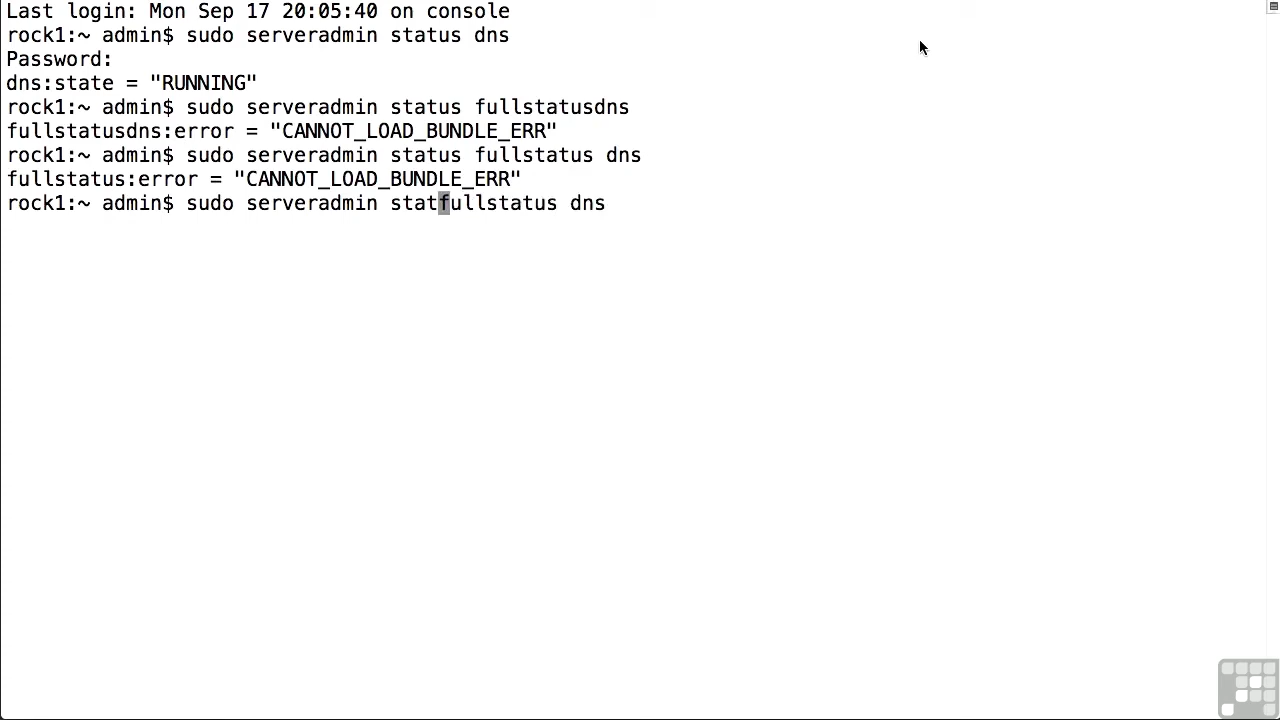 Last login: Mon Sep 17 20:05:40 on console
rock1:~ admin$ sudo serveradmin status dns
Password:
dns:state = "RUNNING"
rock1:~ admin$ sudo serveradmin status fullstatusdns
fullstatusdns:error = "CANNOT_LOAD_BUNDLE_ERR"
rock1:~ admin$ sudo serveradmin status fullstatus dns
fullstatus:error = "CANNOT_LOAD_BUNDLE_ERR"
rock1:~ admin$ sudo serveradmin statfullstatus dns